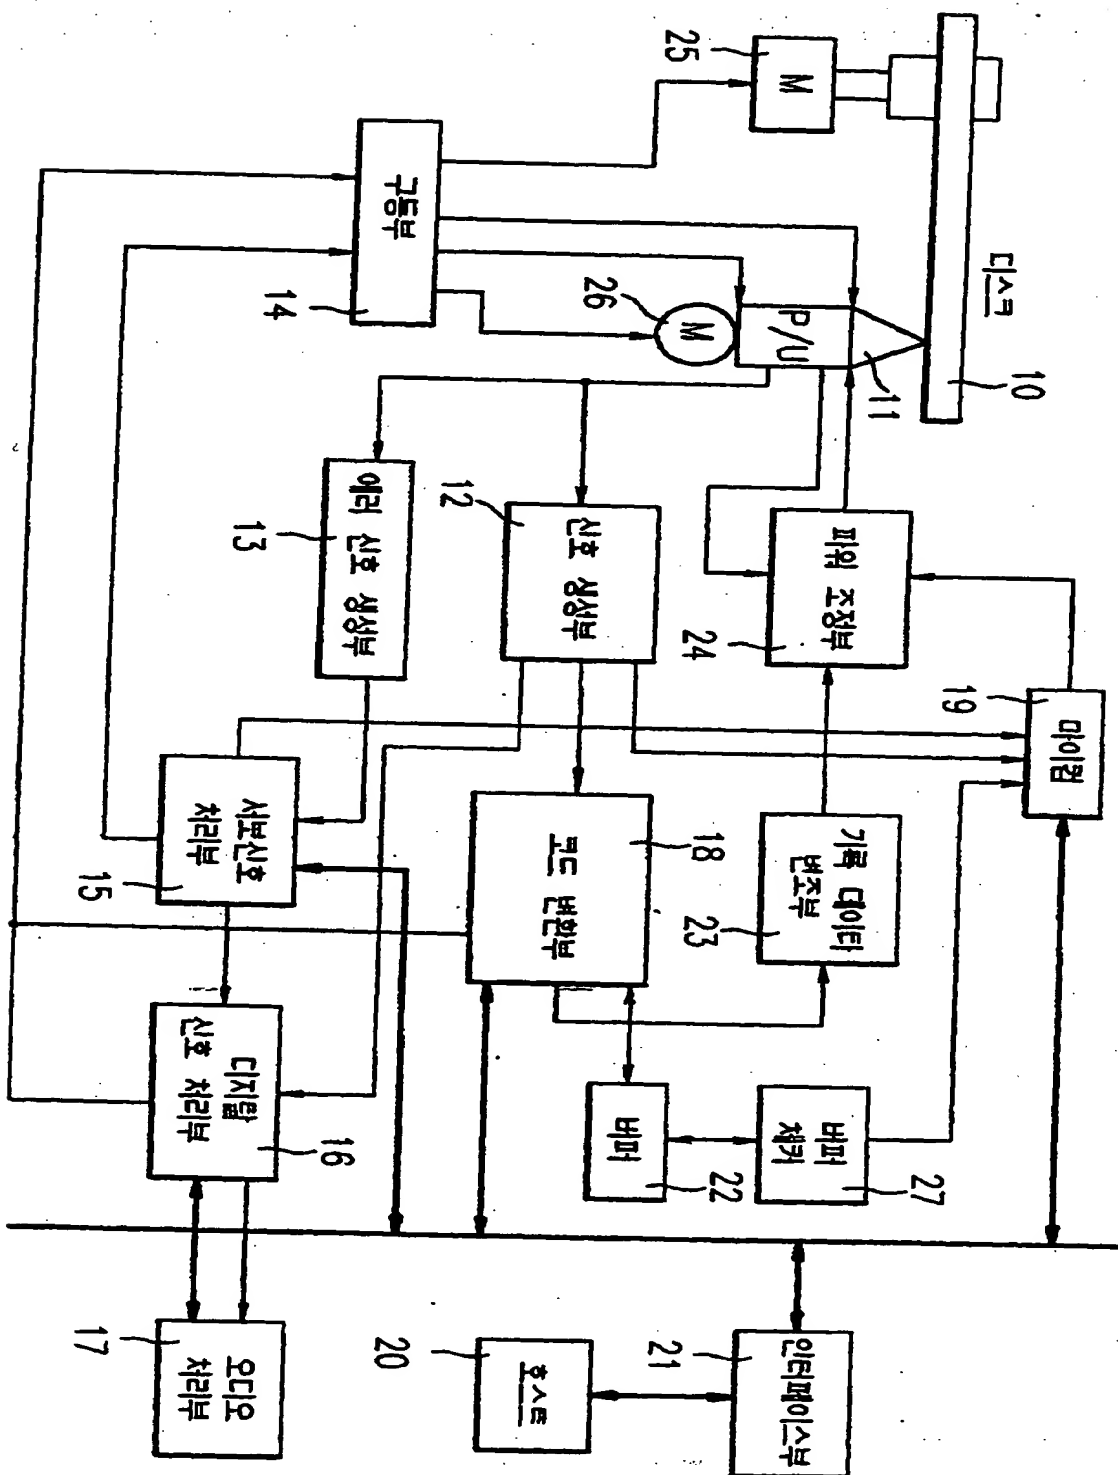 디스크
10
19
마이컴
M
25
P/U
11
파워 조정부
24
기록 데이타
변조부
23
버퍼
체커
27
인터페이스부
21
M
26
신호 생성부
12
코드 변환부
18
버퍼
22
호스트
20
구동부
14
에러 신호 생성부
13
서보신호
처리부
15
디지탈
신호 처리부
16
오디오
처리부
17